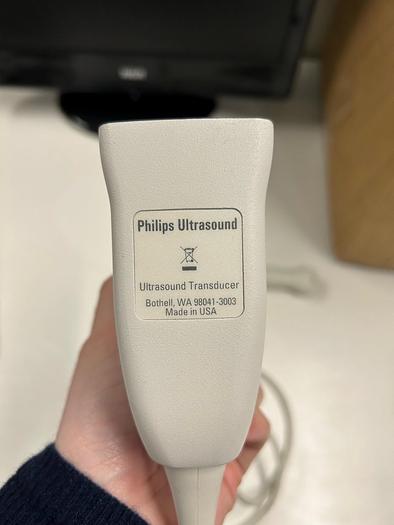 Philips Ultrasound
Ultrasound Transducer
Bothell, WA 98041-3003
Made in USA